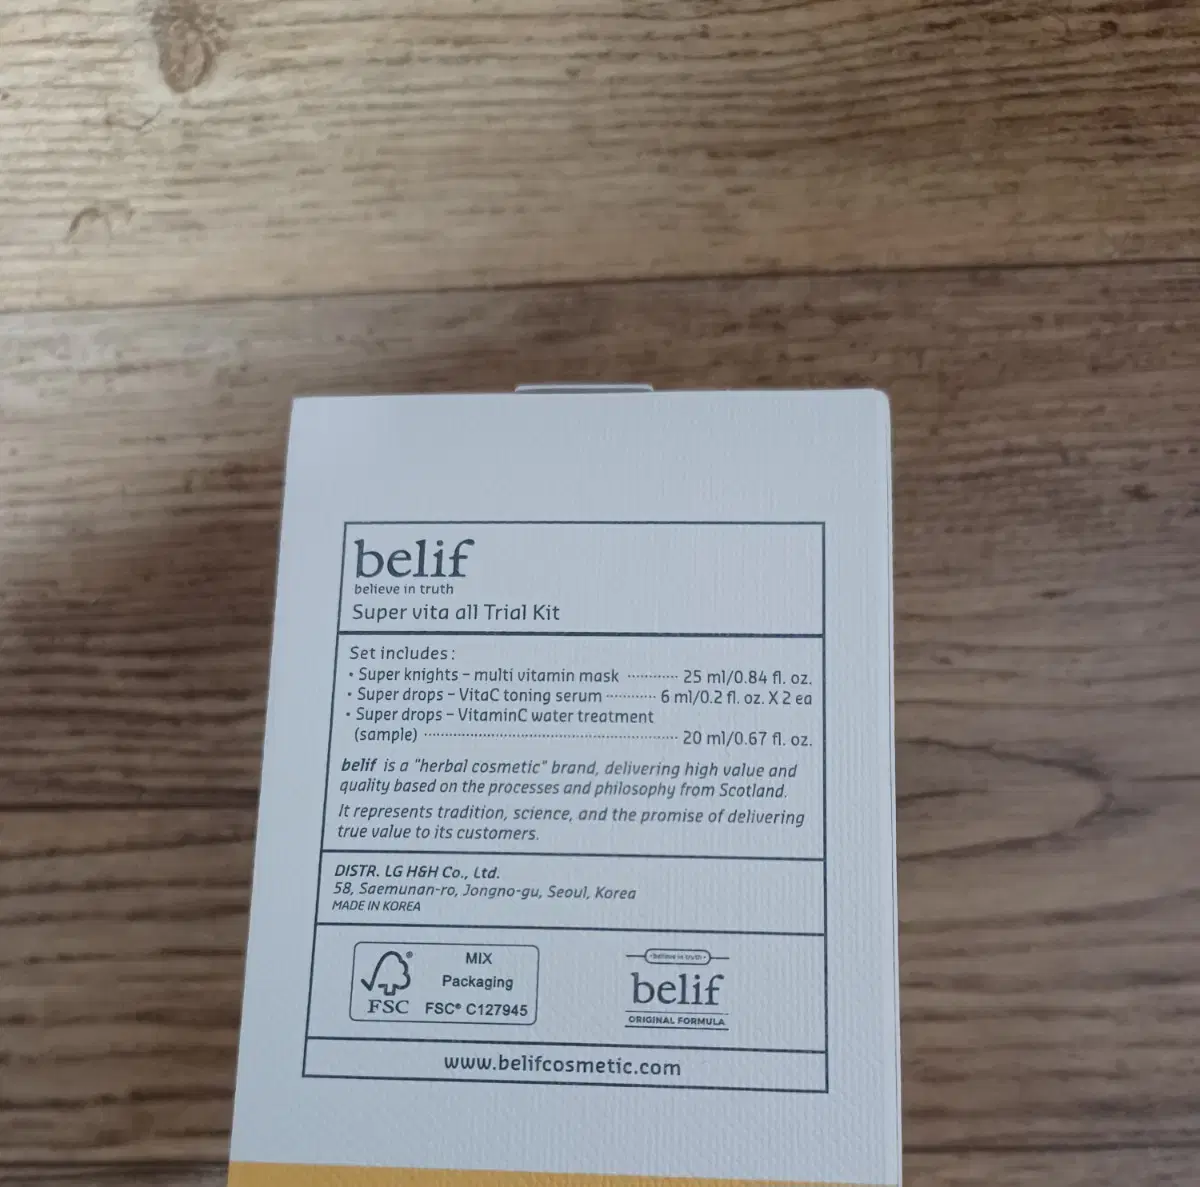 belif
believe in truth
Super vita all Trial Kit
Set includes :
• Super knights – multi vitamin mask ············ 25 ml/0.84 fl. oz.
• Super drops – VitaC toning serum ············ 6 ml/0.2 fl. oz. X 2 ea
• Super drops – VitaminC water treatment
(sample) ························································· 20 ml/0.67 fl. oz.
belif is a "herbal cosmetic" brand, delivering high value and
quality based on the processes and philosophy from Scotland.
It represents tradition, science, and the promise of delivering
true value to its customers.
DISTR. LG H&H Co., Ltd.
58, Saemunan-ro, Jongno-gu, Seoul, Korea
MADE IN KOREA
®
FSC
MIX
Packaging
FSC® C127945
·believe in truth·
belif
ORIGINAL FORMULA
www.belifcosmetic.com